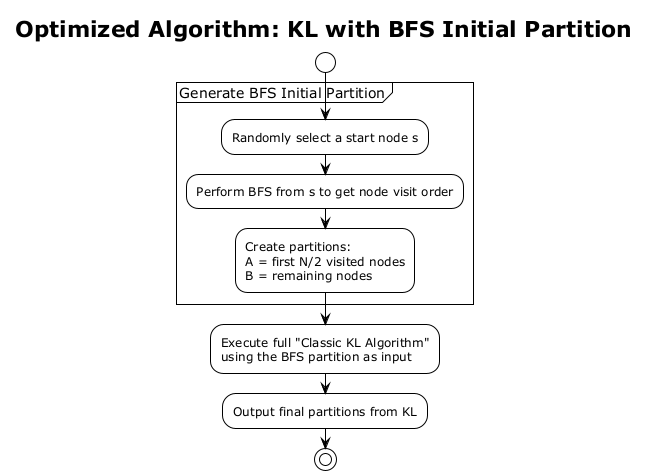 Optimized Algorithm: KL with BFS Initial Partition
Generate BFS Initial Partition
Randomly select a start node s
Perform BFS from s to get node visit order
Create partitions:
A = first N/2 visited nodes
B = remaining nodes
Execute full "Classic KL Algorithm"
using the BFS partition as input
Output final partitions from KL